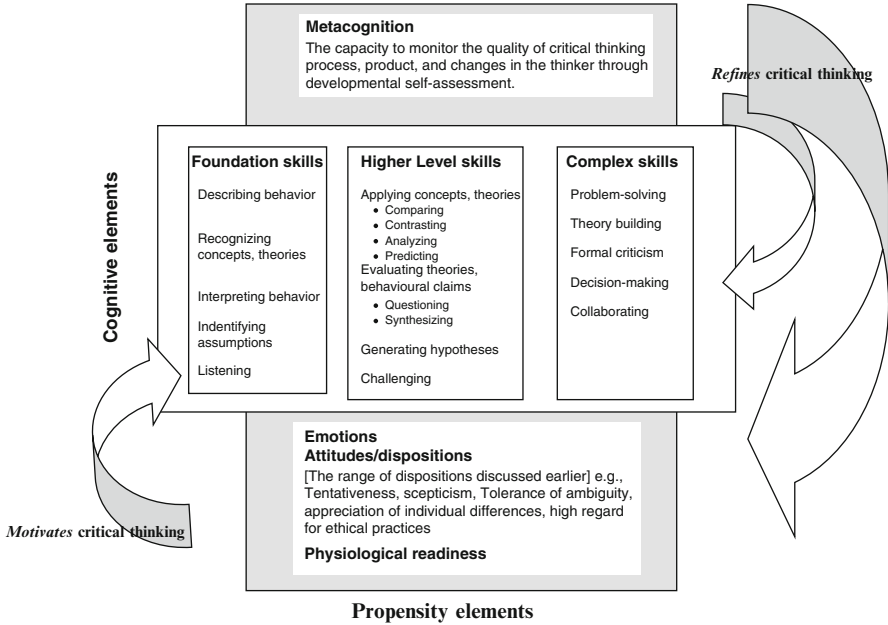 Metacognition
The capacity to monitor the quality of critical thinking
process, product, and changes in the thinker through
developmental self-assessment.
Refines critical thinking
Cognitive elements
Foundation skills
Describing behavior
Recognizing
concepts, theories
Interpreting behavior
Indentifying
assumptions
Listening
Higher Level skills
Applying concepts, theories
• Comparing
• Contrasting
• Analyzing
• Predicting
Evaluating theories,
behavioural claims
• Questioning
• Synthesizing
Generating hypotheses
Challenging
Complex skills
Problem-solving
Theory building
Formal criticism
Decision-making
Collaborating
Emotions
Attitudes/dispositions
[The range of dispositions discussed earlier] e.g.,
Tentativeness, scepticism, Tolerance of ambiguity,
appreciation of individual differences, high regard
for ethical practices
Physiological readiness
Motivates critical thinking
Propensity elements